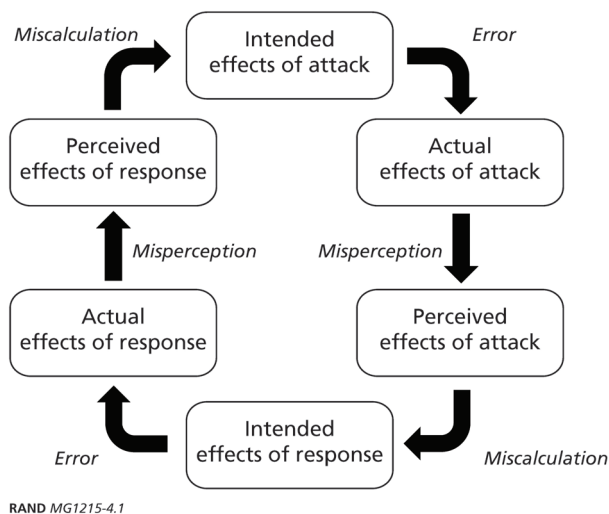 Miscalculation
Intended
effects of attack
Error
Perceived
effects of response
Actual
effects of attack
Misperception
Misperception
Actual
effects of response
Perceived
effects of attack
Intended
effects of response
Error
Miscalculation
RAND MG1215-4.1